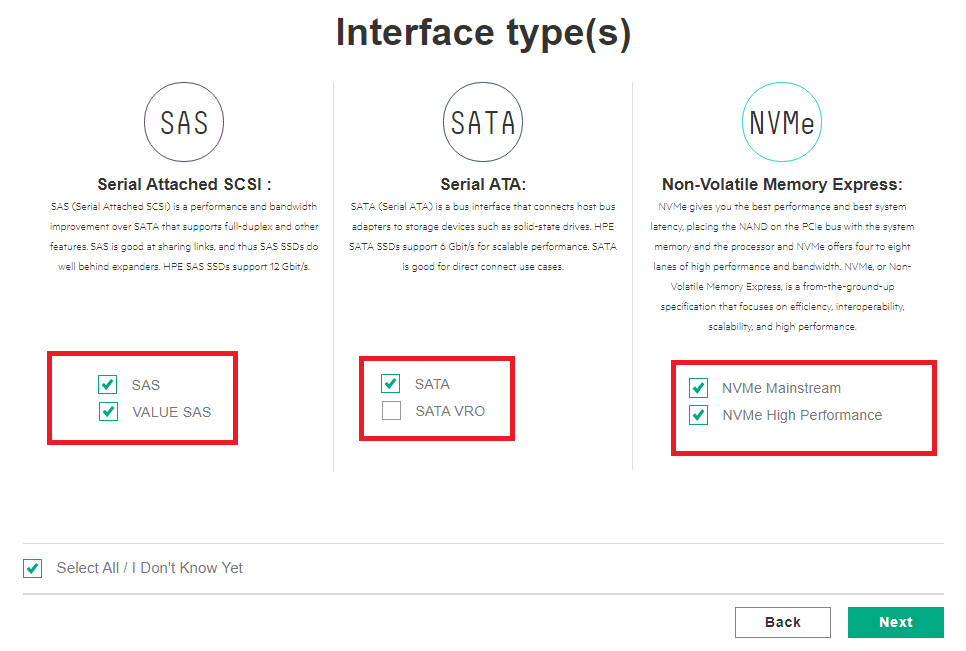 Interface type(s)
SAS
Serial Attached SCSI :
SAS (Serial Attached SCSI) is a performance and bandwidth
improvement over SATA that supports full-duplex and other
features. SAS is good at sharing links, and thus SAS SSDs do
well behind expanders. HPE SAS SSDs support 12 Gbit/s.
SAS
VALUE SAS
SATA
Serial ATA:
SATA (Serial ATA) is a bus interface that connects host bus
adapters to storage devices such as solid-state drives. HPE
SATA SSDs support 6 Gbit/s for scalable performance. SATA
is good for direct connect use cases.
SATA
SATA VRO
NVMe
Non-Volatile Memory Express:
NVMe gives you the best performance and best system
latency, placing the NAND on the PCIe bus with the system
memory and the processor and NVMe offers four to eight
lanes of high performance and bandwidth. NVMe, or Non-
Volatile Memory Express, is a from-the-ground-up
specification that focuses on efficiency, interoperability,
scalability, and high performance.
NVMe Mainstream
NVMe High Performance
Select All / I Don't Know Yet
Back
Next